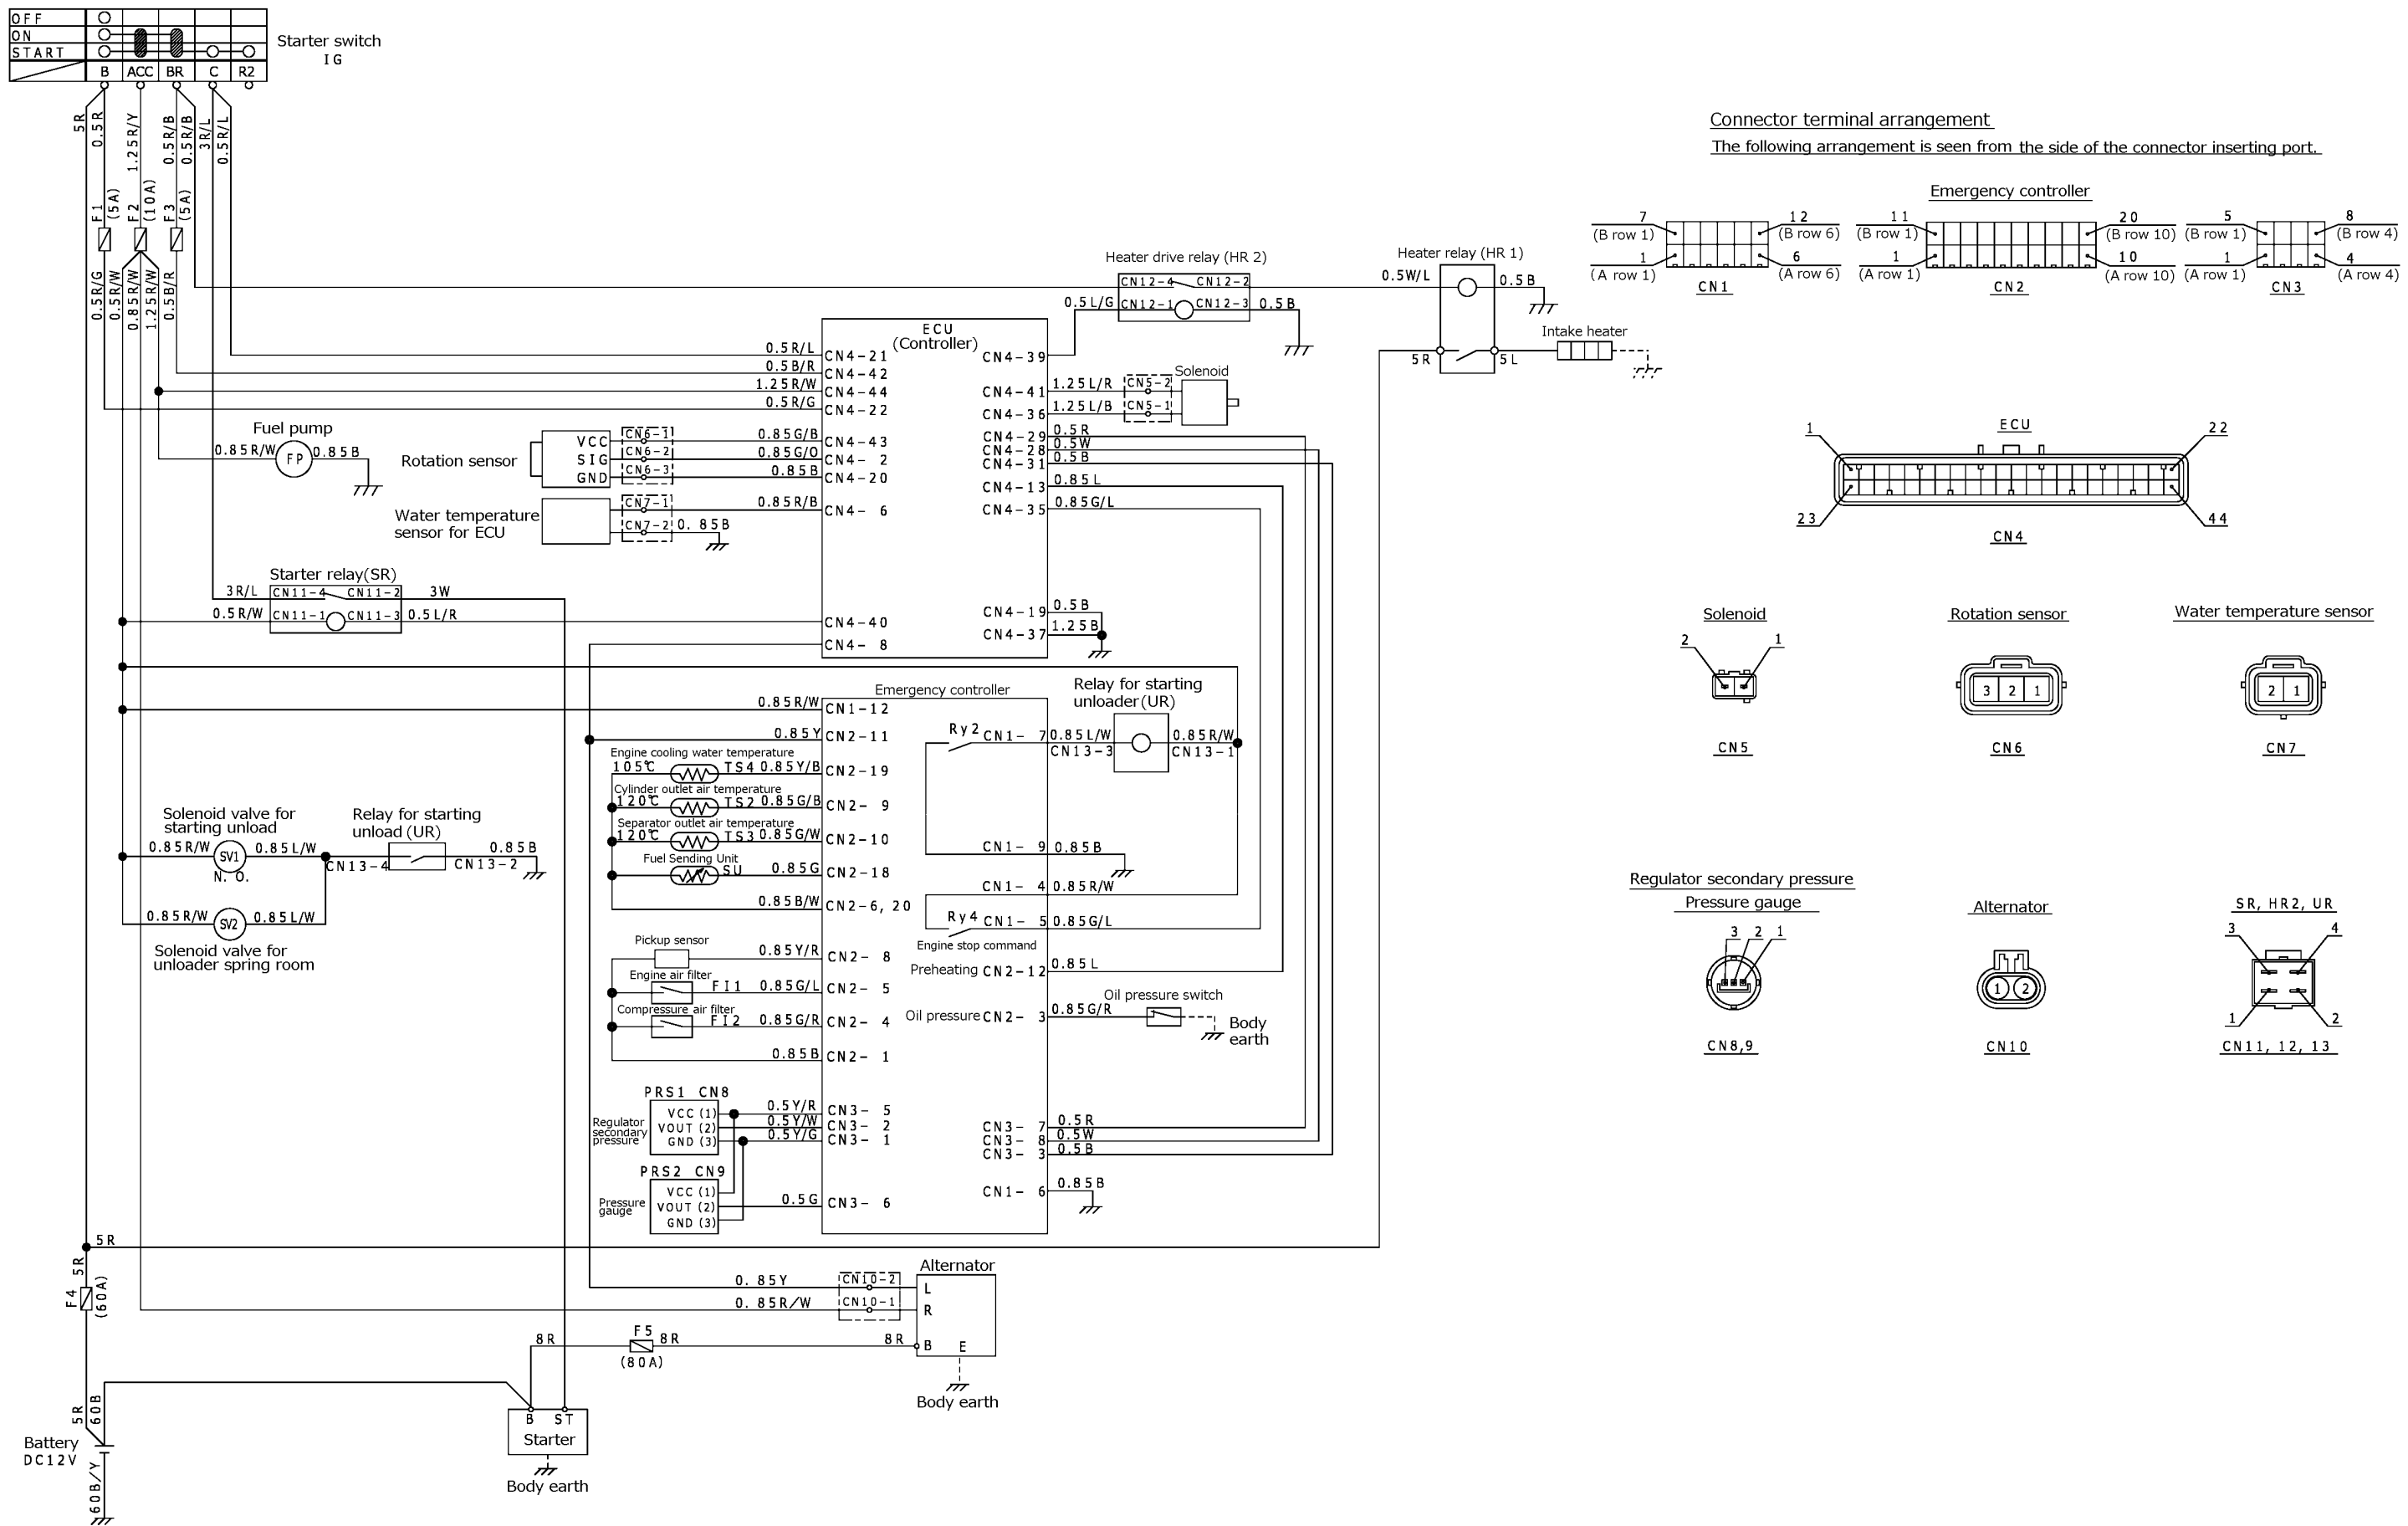 OFF
ON
START
B ACC BR C R2
Starter switch
IG
5R
0.5R
1.25R/Y
0.5R/B
0.5R/B
3R/L
0.5R/L
F1
(5A)
F2
(10A)
F3
(5A)
0.5R/G
0.5R/W
0.85R/W
1.25R/W
0.5B/R
Connector terminal arrangement
The following arrangement is seen from the side of the connector inserting port.
Emergency controller
7
(B row 1)
12
(B row 6)
1
(A row 1)
6
(A row 6)
CN1
11
(B row 1)
20
(B row 10)
1
(A row 1)
10
(A row 10)
CN2
5
(B row 1)
8
(B row 4)
1
(A row 1)
4
(A row 4)
CN3
Heater drive relay (HR 2)
CN12-4 CN12-2
0.5L/G CN12-1 CN12-3 0.5B
Heater relay (HR 1)
0.5W/L 0.5B
5R 5L
Intake heater
ECU
(Controller)
0.5R/L CN4-21
0.5B/R CN4-42
1.25R/W CN4-44
0.5R/G CN4-22
CN4-39
CN4-41 1.25L/R CN5-2
CN4-36 1.25L/B CN5-1
Solenoid
CN4-29 0.5R
CN4-28 0.5W
CN4-31 0.5B
CN4-13 0.85L
CN4-35 0.85G/L
Fuel pump
0.85R/W FP 0.85B
Rotation sensor
VCC CN6-1 0.85G/B CN4-43
SIG CN6-2 0.85G/O CN4- 2
GND CN6-3 0.85B CN4-20
Water temperature
sensor for ECU
CN7-1 0.85R/B CN4- 6
CN7-2 0. 85B
1 ECU 22
23 44
CN4
Starter relay(SR)
3R/L CN11-4 CN11-2 3W
0.5R/W CN11-1 CN11-3 0.5L/R
CN4-40
CN4- 8
CN4-19 0.5B
CN4-37 1.25B
Solenoid
2 1
CN5
Rotation sensor
3 2 1
CN6
Water temperature sensor
2 1
CN7
Emergency controller
0.85R/W CN1-12
0.85Y CN2-11
Engine cooling water temperature
105℃ TS4 0.85Y/B CN2-19
Cylinder outlet air temperature
120℃ TS2 0.85G/B CN2- 9
Separator outlet air temperature
120℃ TS3 0.85G/W CN2-10
Fuel Sending Unit
SU 0.85G CN2-18
0.85B/W CN2-6, 20
Relay for starting
unloader(UR)
Ry2 CN1- 7 0.85L/W 0.85R/W
CN13-3 CN13-1
CN1- 9 0.85B
CN1- 4 0.85R/W
Ry4 CN1- 5 0.85G/L
Engine stop command
Preheating CN2-12 0.85L
Oil pressure CN2- 3 0.85G/R
Oil pressure switch
Body
earth
Solenoid valve for
starting unload
0.85R/W SV1 0.85L/W
N. O.
Relay for starting
unload (UR)
CN13-4 CN13-2 0.85B
0.85R/W SV2 0.85L/W
Solenoid valve for
unloader spring room
Pickup sensor
0.85Y/R CN2- 8
Engine air filter
FI1 0.85G/L CN2- 5
Compressure air filter
FI2 0.85G/R CN2- 4
0.85B CN2- 1
Regulator secondary pressure
Pressure gauge
3 2 1
CN8,9
Alternator
1 2
CN10
SR, HR2, UR
3 4
1 2
CN11, 12, 13
PRS1 CN8
Regulator
secondary
pressure
VCC (1) 0.5Y/R CN3- 5
VOUT (2) 0.5Y/W CN3- 2
GND (3) 0.5Y/G CN3- 1
PRS2 CN9
Pressure
gauge
VCC (1)
VOUT (2) 0.5G CN3- 6
GND (3)
CN3- 7 0.5R
CN3- 8 0.5W
CN3- 3 0.5B
CN1- 6 0.85B
5R
5R
F4
(60A)
Alternator
0. 85Y CN10-2 L
0. 85R/W CN10-1 R
8R F5 8R 8R B E
(80A)
Body earth
5R
60B
Battery
DC12V
60B/Y
B ST
Starter
Body earth